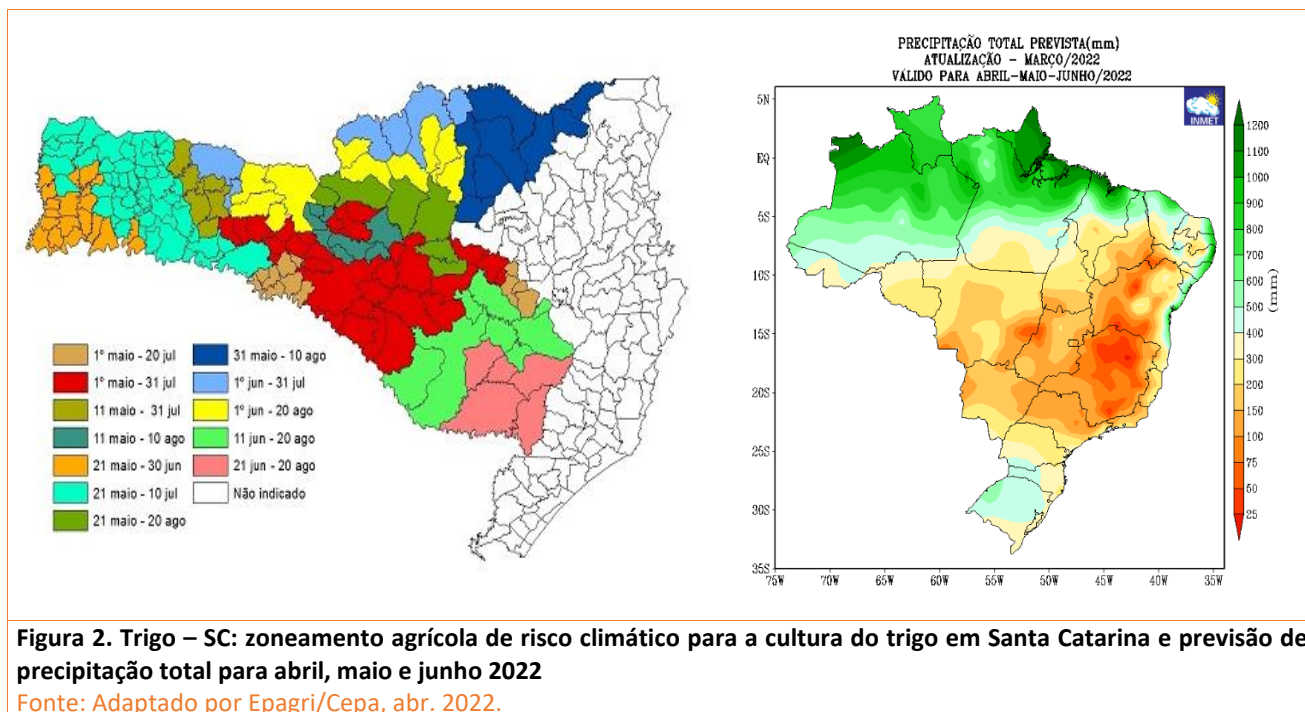 1º maio - 20 jul
1º maio - 31 jul
11 maio - 31 jul
11 maio - 10 ago
21 maio - 30 jun
21 maio - 10 jul
21 maio - 20 ago
31 maio - 10 ago
1º jun - 31 jul
1º jun - 20 ago
11 jun - 20 ago
21 jun - 20 ago
Não indicado
PRECIPITAÇÃO TOTAL PREVISTA(mm)
ATUALIZAÇÃO - MARÇO/2022
VÁLIDO PARA ABRIL-MAIO-JUNHO/2022
INMET
5N
EQ
5S
10S
15S
20S
25S
30S
35S
75W
70W
65W
60W
55W
50W
45W
40W
35W
1200
1100
1000
900
800
700
600
500
400
300
200
150
100
75
50
25
(mm)
Figura 2. Trigo – SC: zoneamento agrícola de risco climático para a cultura do trigo em Santa Catarina e previsão de
precipitação total para abril, maio e junho 2022
Fonte: Adaptado por Epagri/Cepa, abr. 2022.